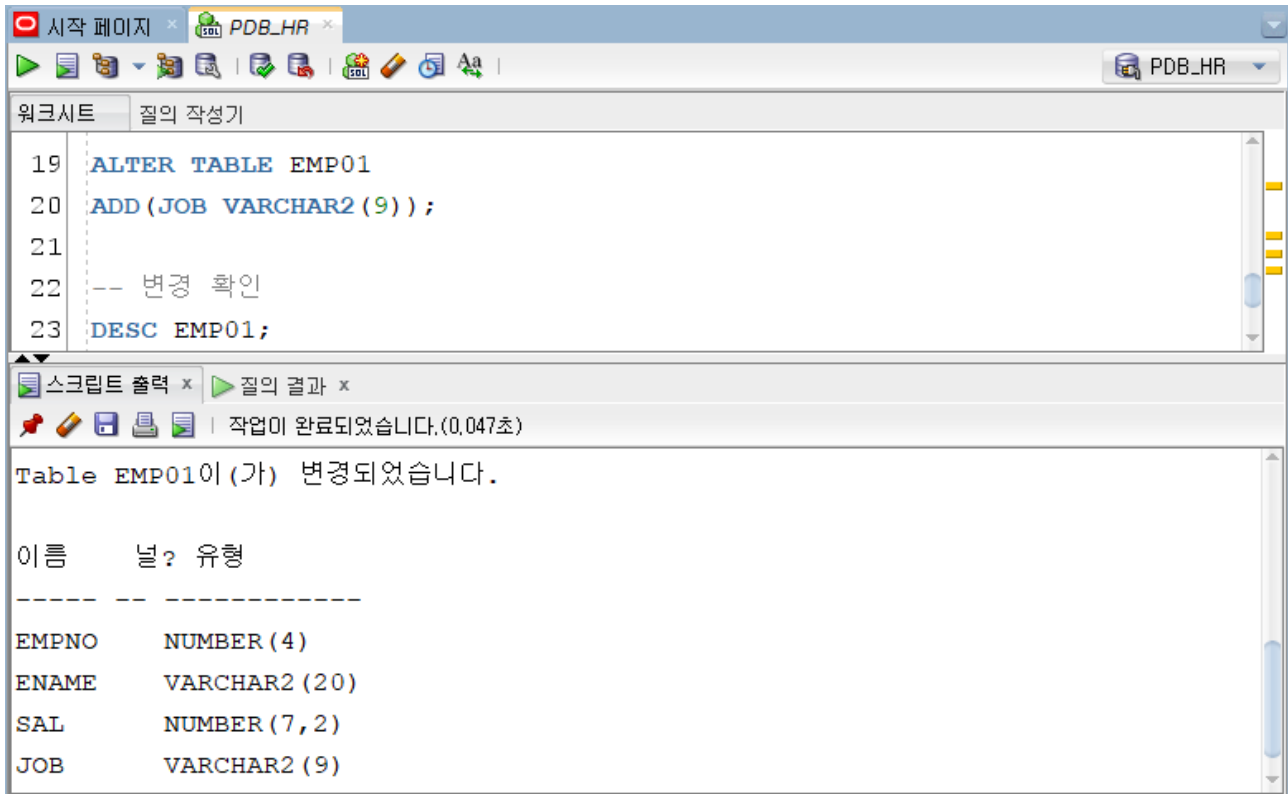 시작 페이지 PDB_HR
PDB_HR
워크시트 질의 작성기
19 ALTER TABLE EMP01
20 ADD(JOB VARCHAR2(9));
21
22 -- 변경 확인
23 DESC EMP01;
스크립트 출력 x 질의 결과 x
작업이 완료되었습니다.(0.047초)
Table EMP01이(가) 변경되었습니다.
이름 널? 유형
----- -- ------------
EMPNO NUMBER(4)
ENAME VARCHAR2(20)
SAL NUMBER(7,2)
JOB VARCHAR2(9)